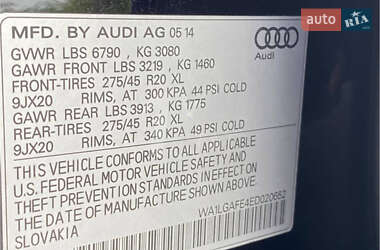 auto RIA.com
MFD. BY AUDI AG 05/14
Audi
GVWR LBS 6790 , KG 3080
GAWR FRONT LBS 3219 , KG 1460
FRONT-TIRES 275/45 R20 XL
9JX20 RIMS, AT 300 KPA 44 PSI COLD
GAWR REAR LBS 3913 , KG 1775
REAR-TIRES 275/45 R20 XL
9JX20 RIMS, AT 340 KPA 49 PSI COLD
THIS VEHICLE CONFORMS TO ALL APPLICABLE
U.S. FEDERAL MOTOR VEHICLE SAFETY AND
THEFT PREVENTION STANDARDS IN EFFECT
ON THE DATE OF MANUFACTURE SHOWN ABOVE
WA1LGAFE4ED020682
SLOVAKIA